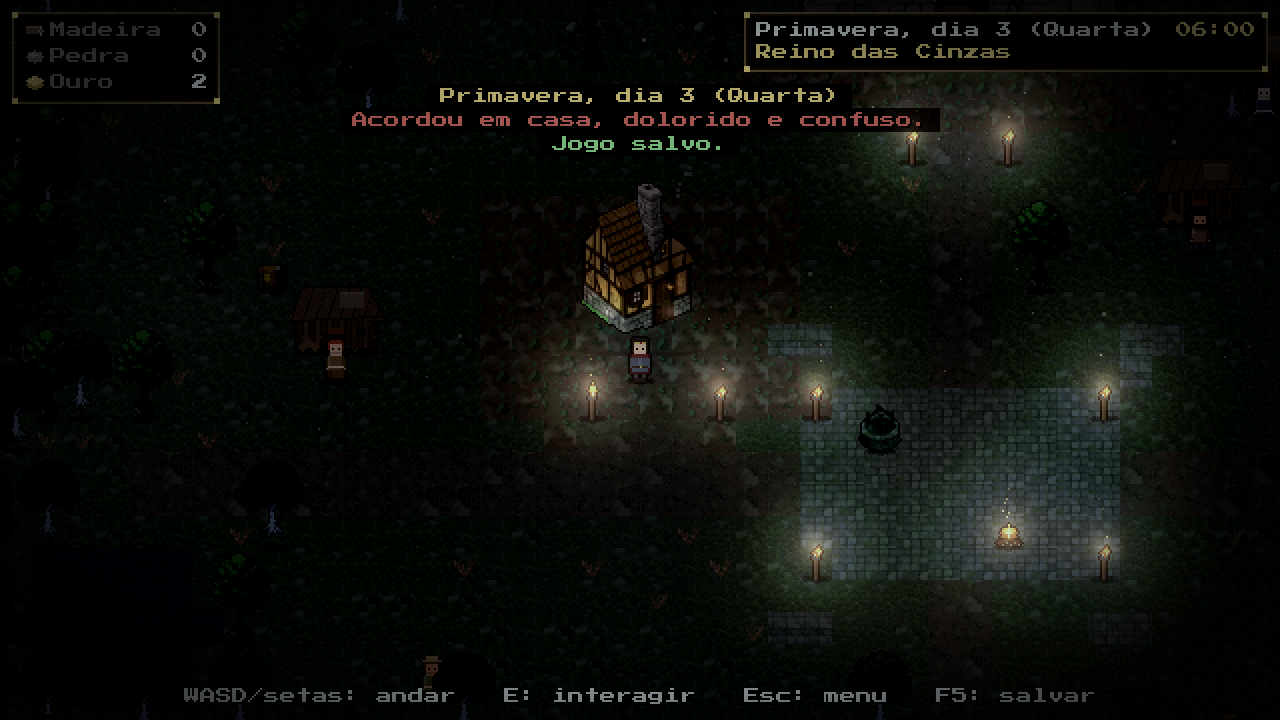 Madeira 0
Pedra 0
Ouro 2
Primavera, dia 3 (Quarta) 06:00
Reino das Cinzas
Primavera, dia 3 (Quarta)
Acordou em casa, dolorido e confuso.
Jogo salvo.
WASD/setas: andar E: interagir Esc: menu F5: salvar